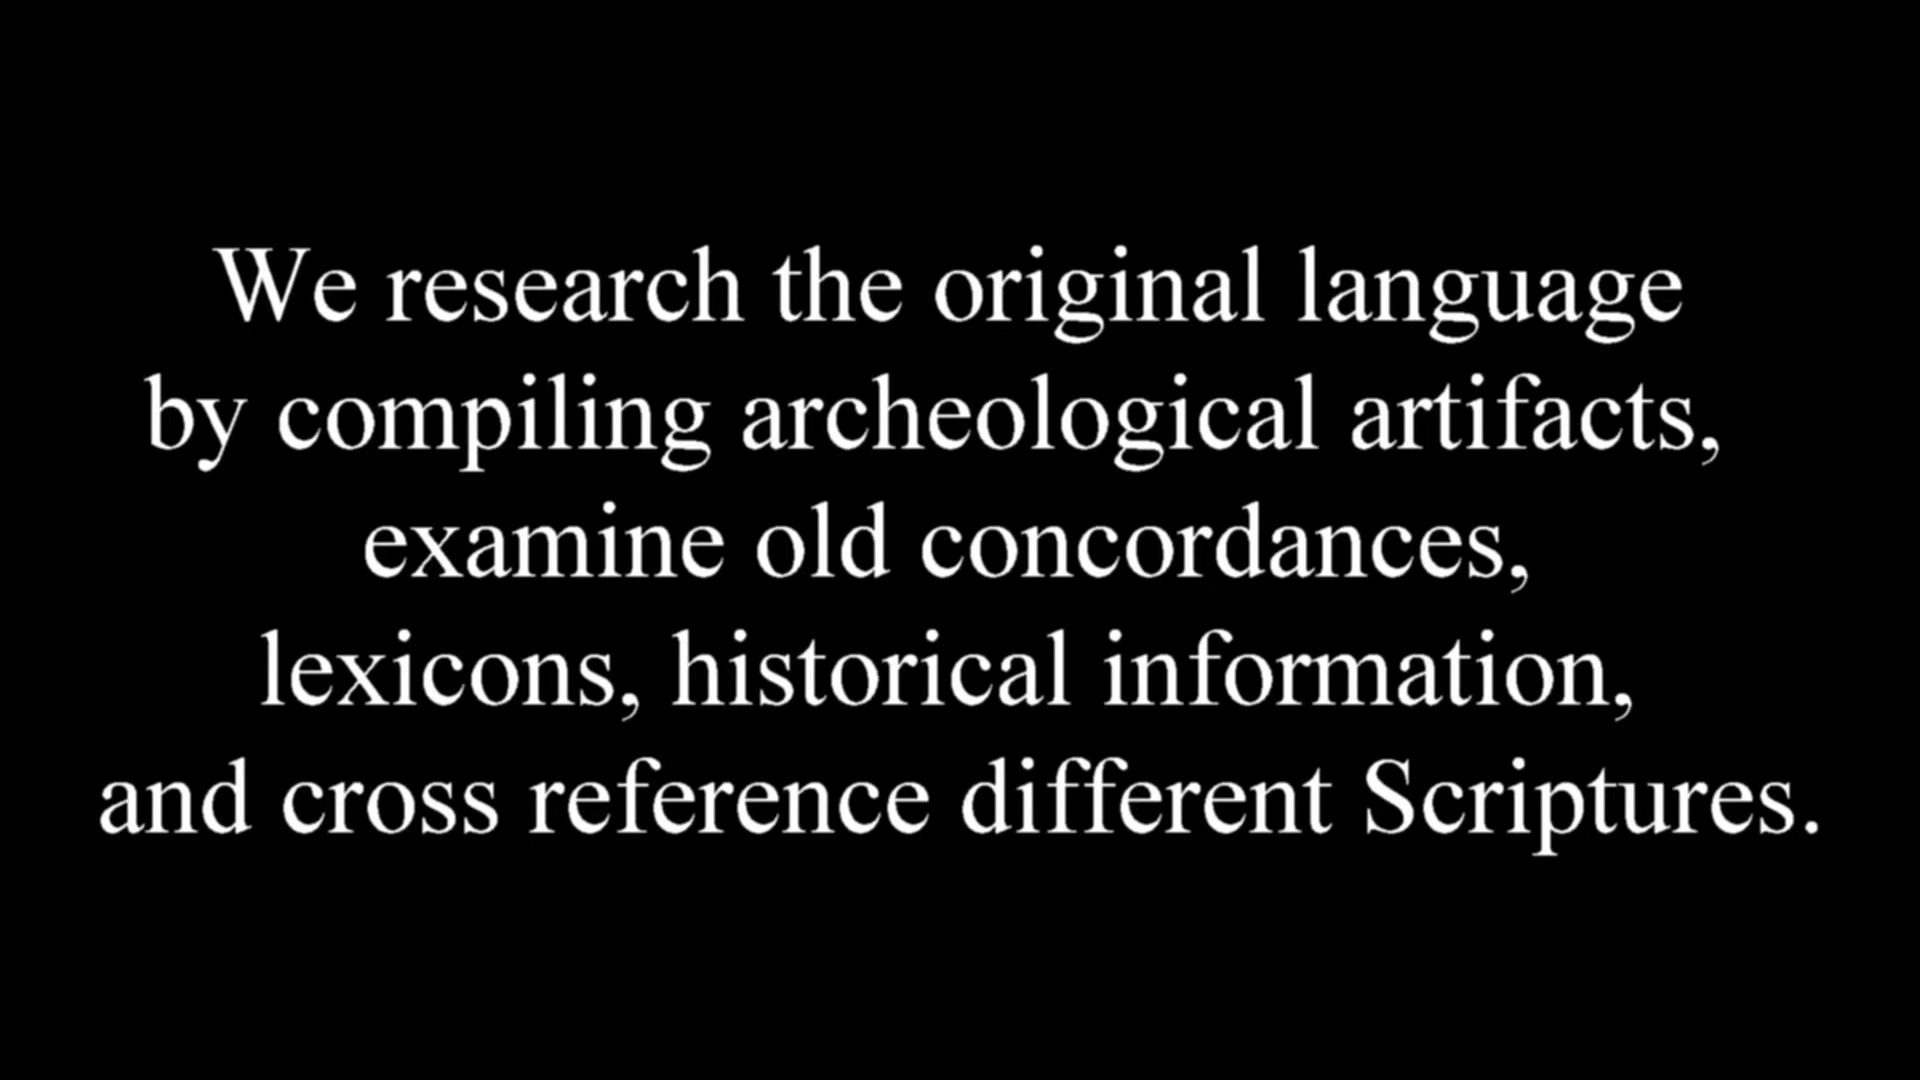 We research the original language
by compiling archeological artifacts,
examine old concordances,
lexicons, historical information,
and cross reference different Scriptures.